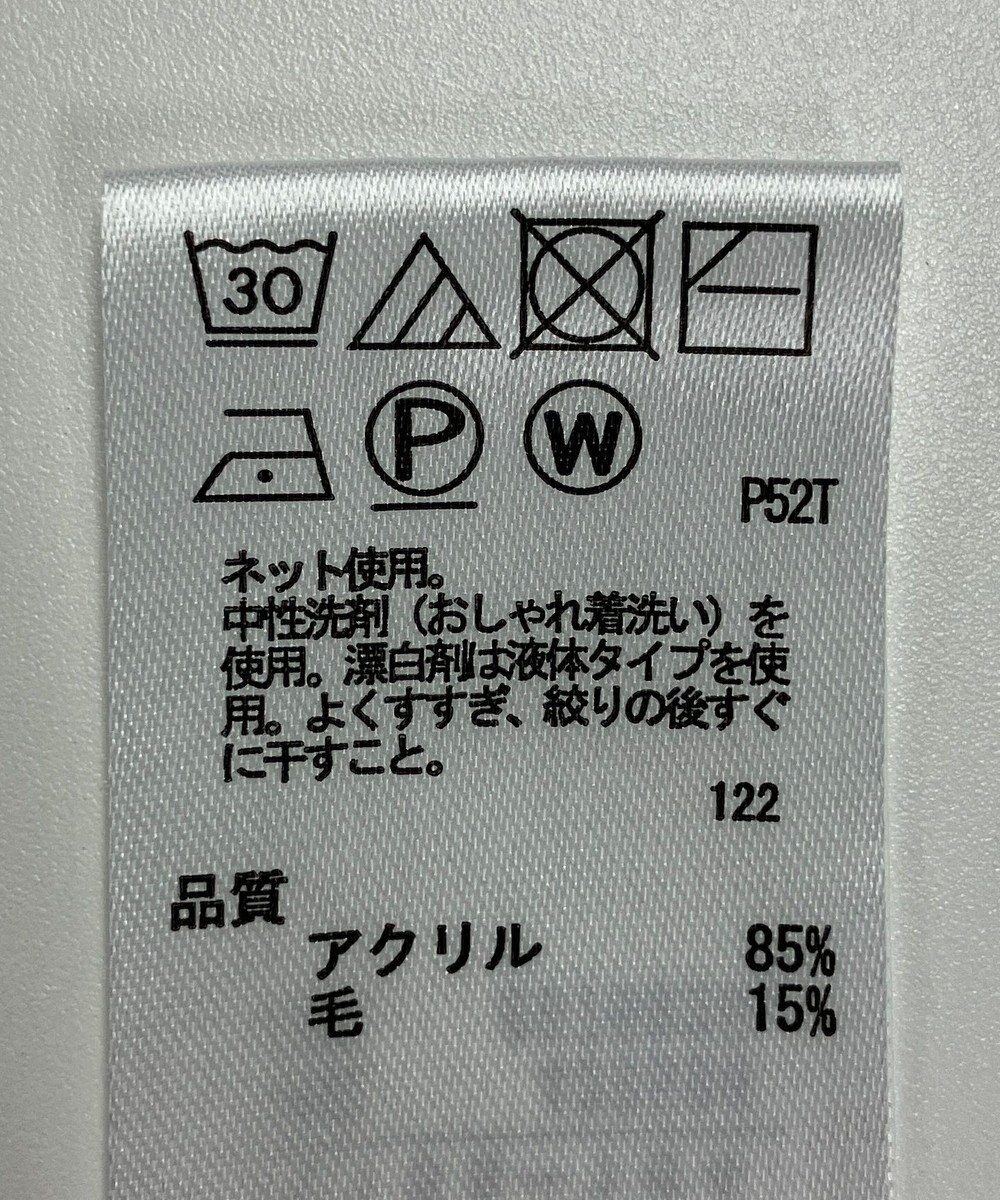 30
P W
P52T
ネット使用。
中性洗剤（おしゃれ着洗い）を
使用。漂白剤は液体タイプを使
用。よくすすぎ、絞りの後すぐ
に干すこと。
122
品質
アクリル 85%
毛 15%